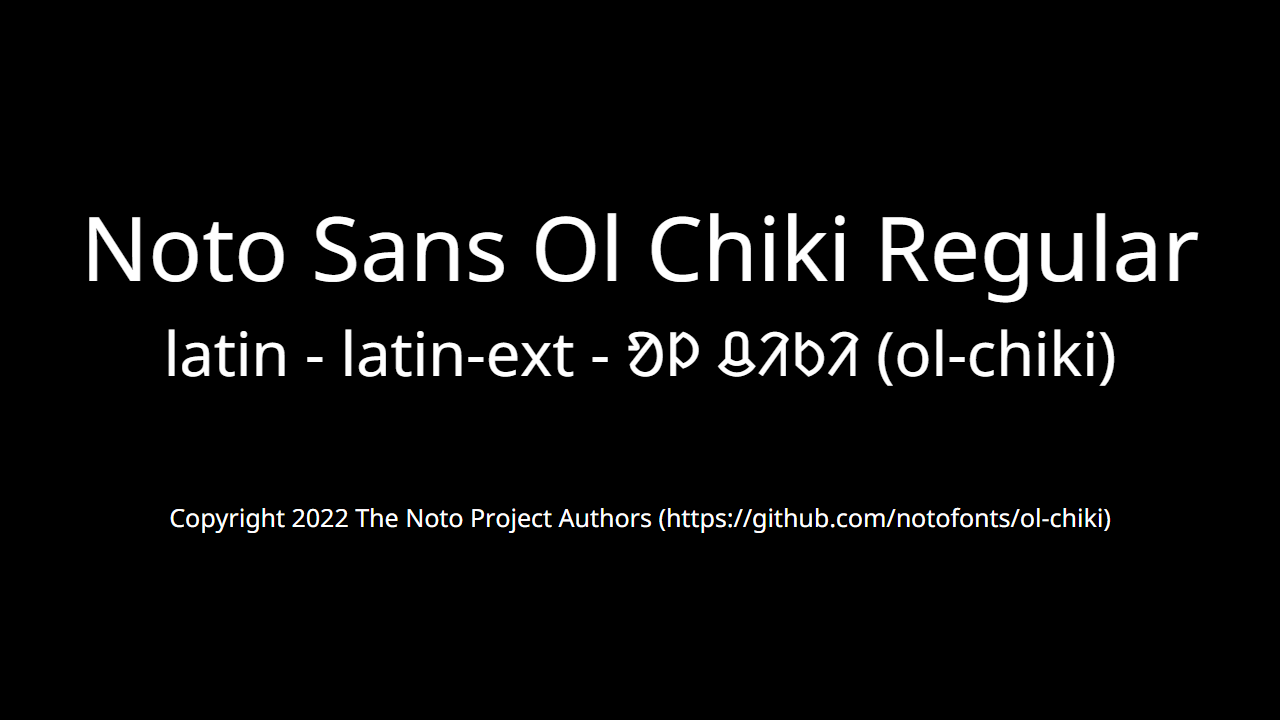 Noto Sans Ol Chiki Regular
latin - latin-ext - ᱚᱞ ᱪᱤᱠᱤ (ol-chiki)
Copyright 2022 The Noto Project Authors (https://github.com/notofonts/ol-chiki)